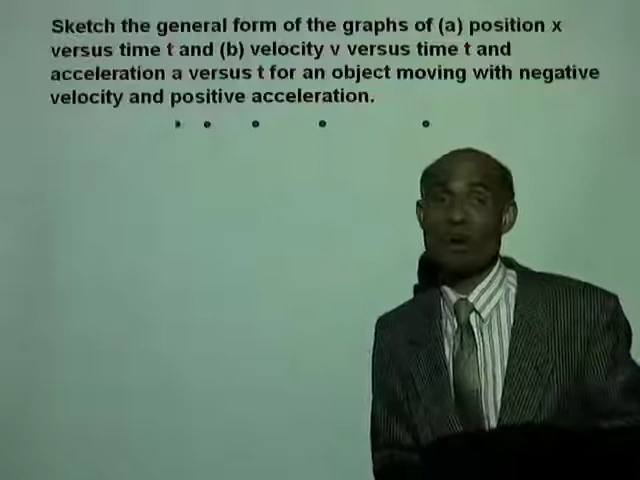 Sketch the general form of the graphs of (a) position x
versus time t and (b) velocity v versus time t and
acceleration a versus t for an object moving with negative
velocity and positive acceleration.